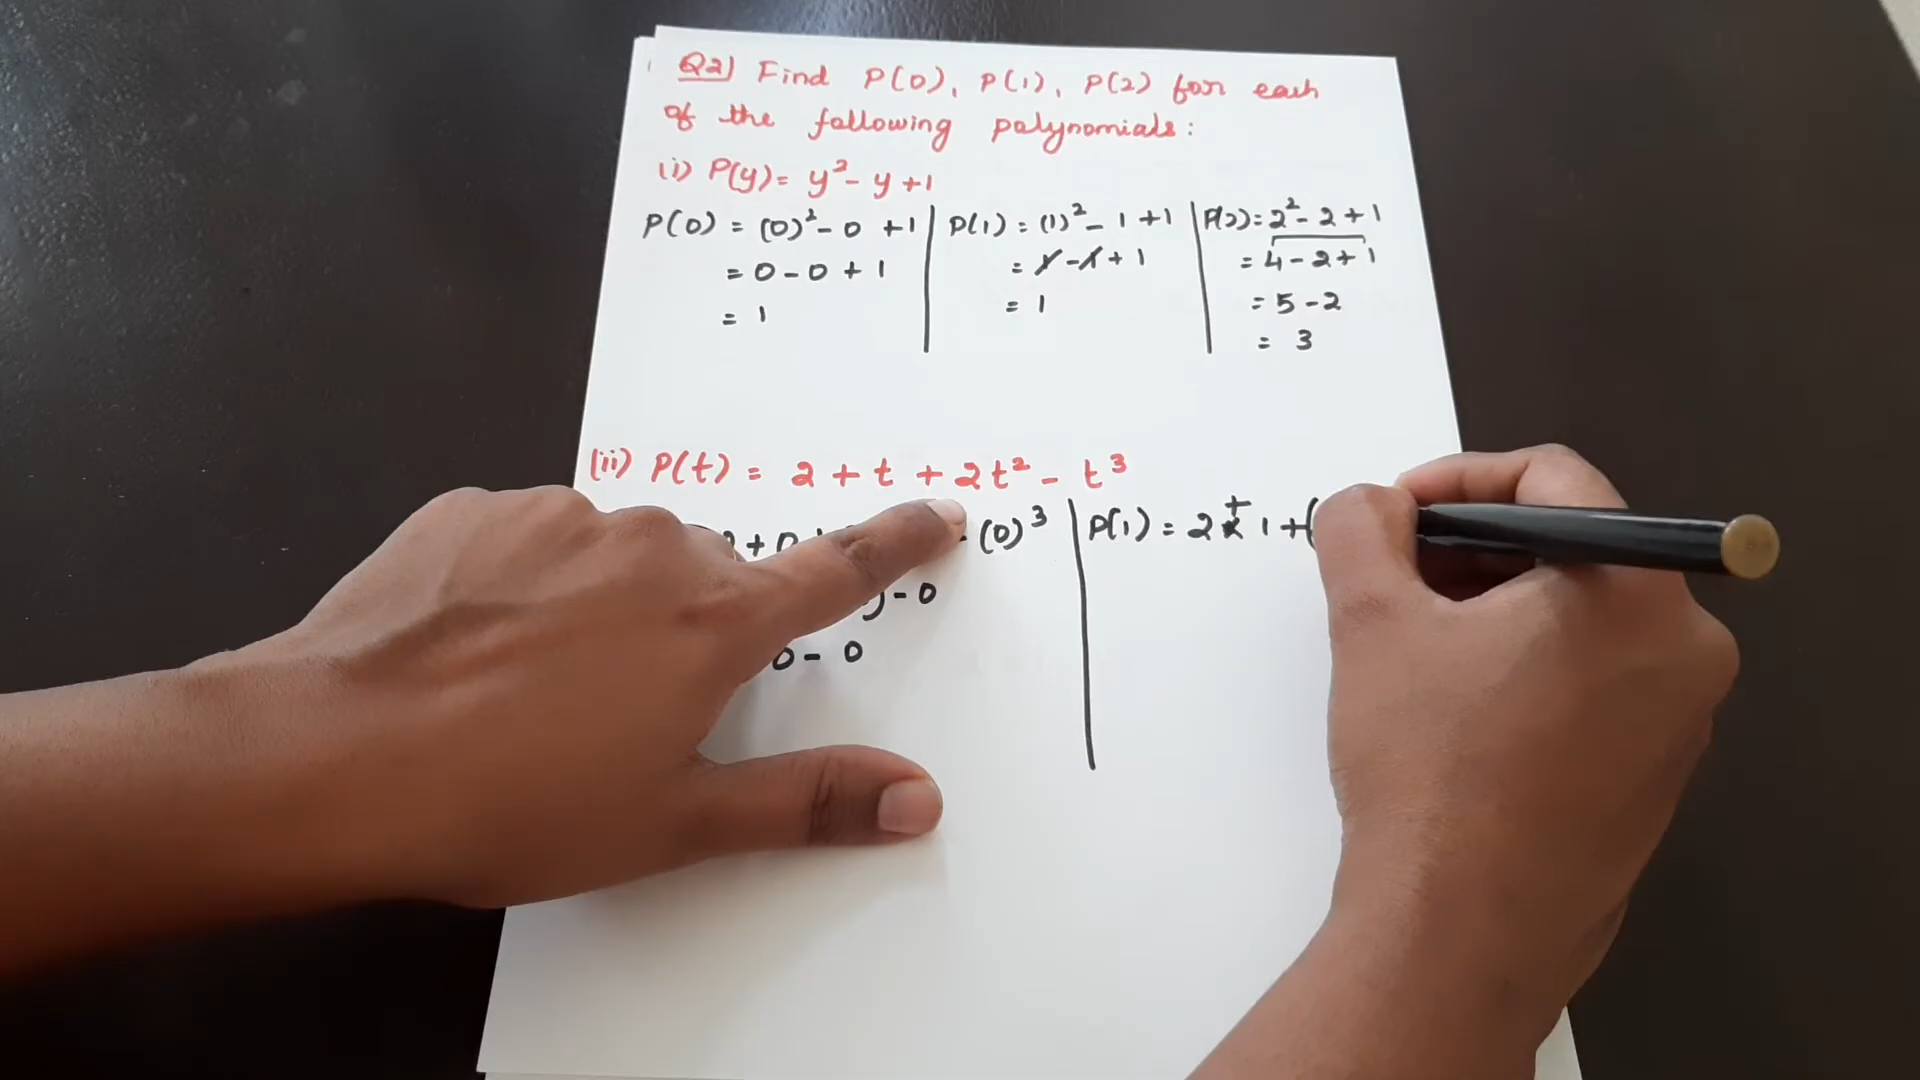 Q2) Find P(0), P(1), P(2) for each
of the following polynomials:
(i) P(y) = y² - y + 1
P(0) = (0)² - 0 + 1
= 0 - 0 + 1
= 1
P(1) = (1)² - 1 + 1
= 1 - 1 + 1
= 1
P(2) = 2² - 2 + 1
= 4 - 2 + 1
= 5 - 2
= 3
(ii) P(t) = 2 + t + 2t² - t³
+ 0 - (0)³
- 0
0 - 0
P(1) = 2 + 1 + (